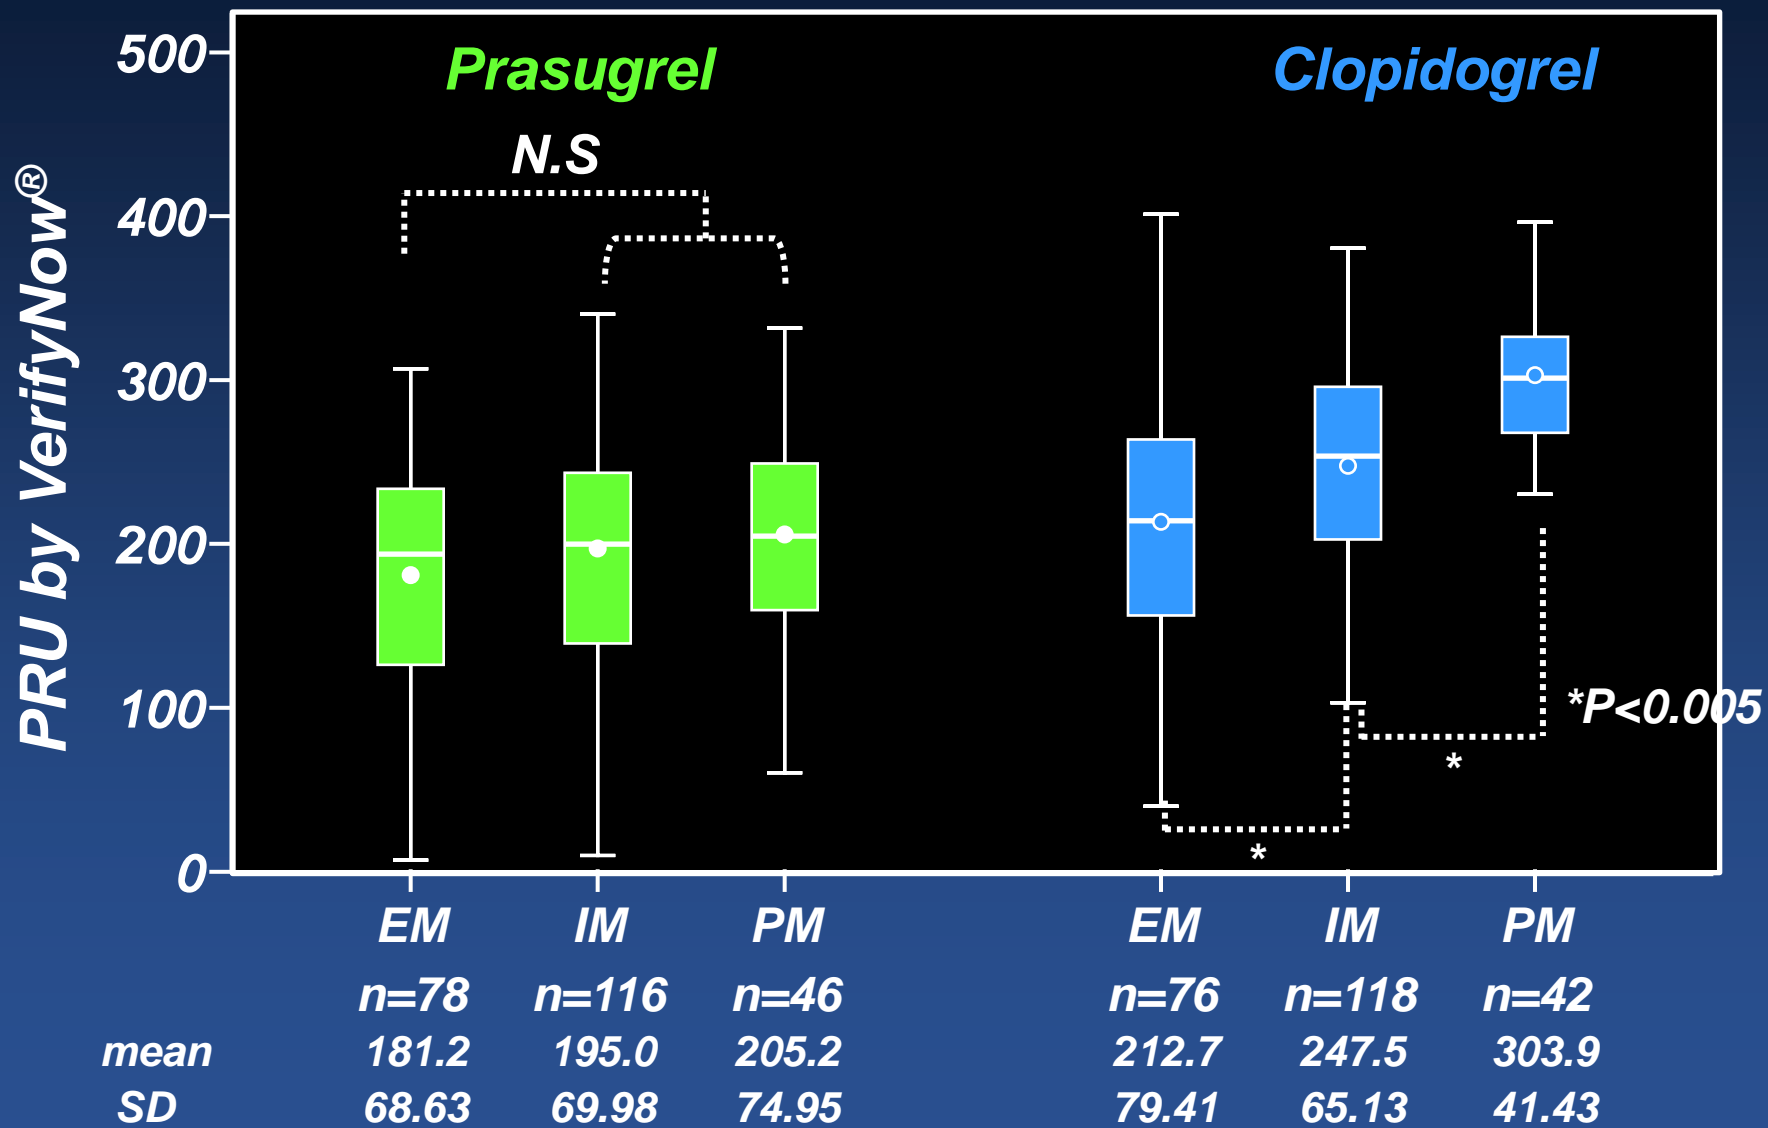 Prasugrel Clopidogrel
N.S
PRU by VerifyNow®
500
400
300
200
100
0
*P<0.005
*
*
EM IM PM EM IM PM
n=78 n=116 n=46 n=76 n=118 n=42
mean 181.2 195.0 205.2 212.7 247.5 303.9
SD 68.63 69.98 74.95 79.41 65.13 41.43